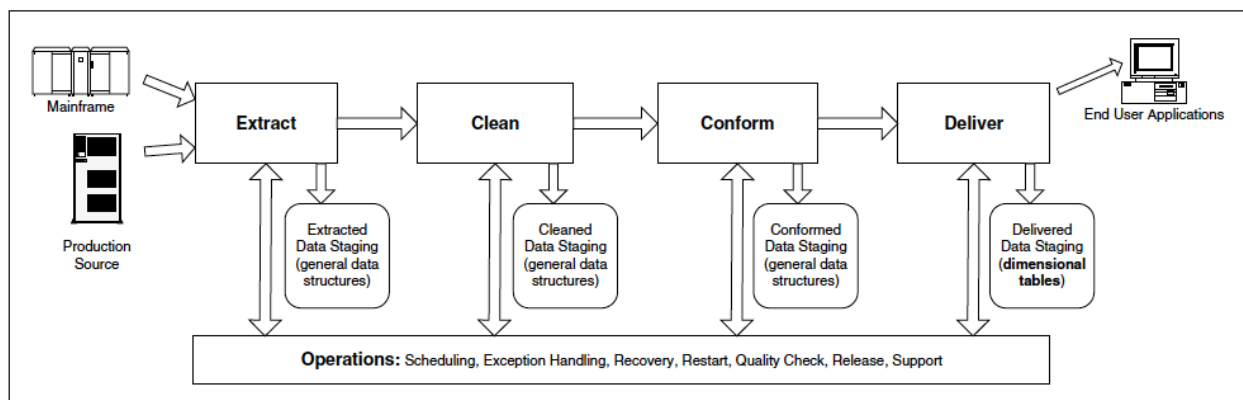 Mainframe
Production
Source
Extract
Clean
Conform
Deliver
End User Applications
Extracted
Data Staging
(general data
structures)
Cleaned
Data Staging
(general data
structures)
Conformed
Data Staging
(general data
structures)
Delivered
Data Staging
(dimensional
tables)
Operations: Scheduling, Exception Handling, Recovery, Restart, Quality Check, Release, Support